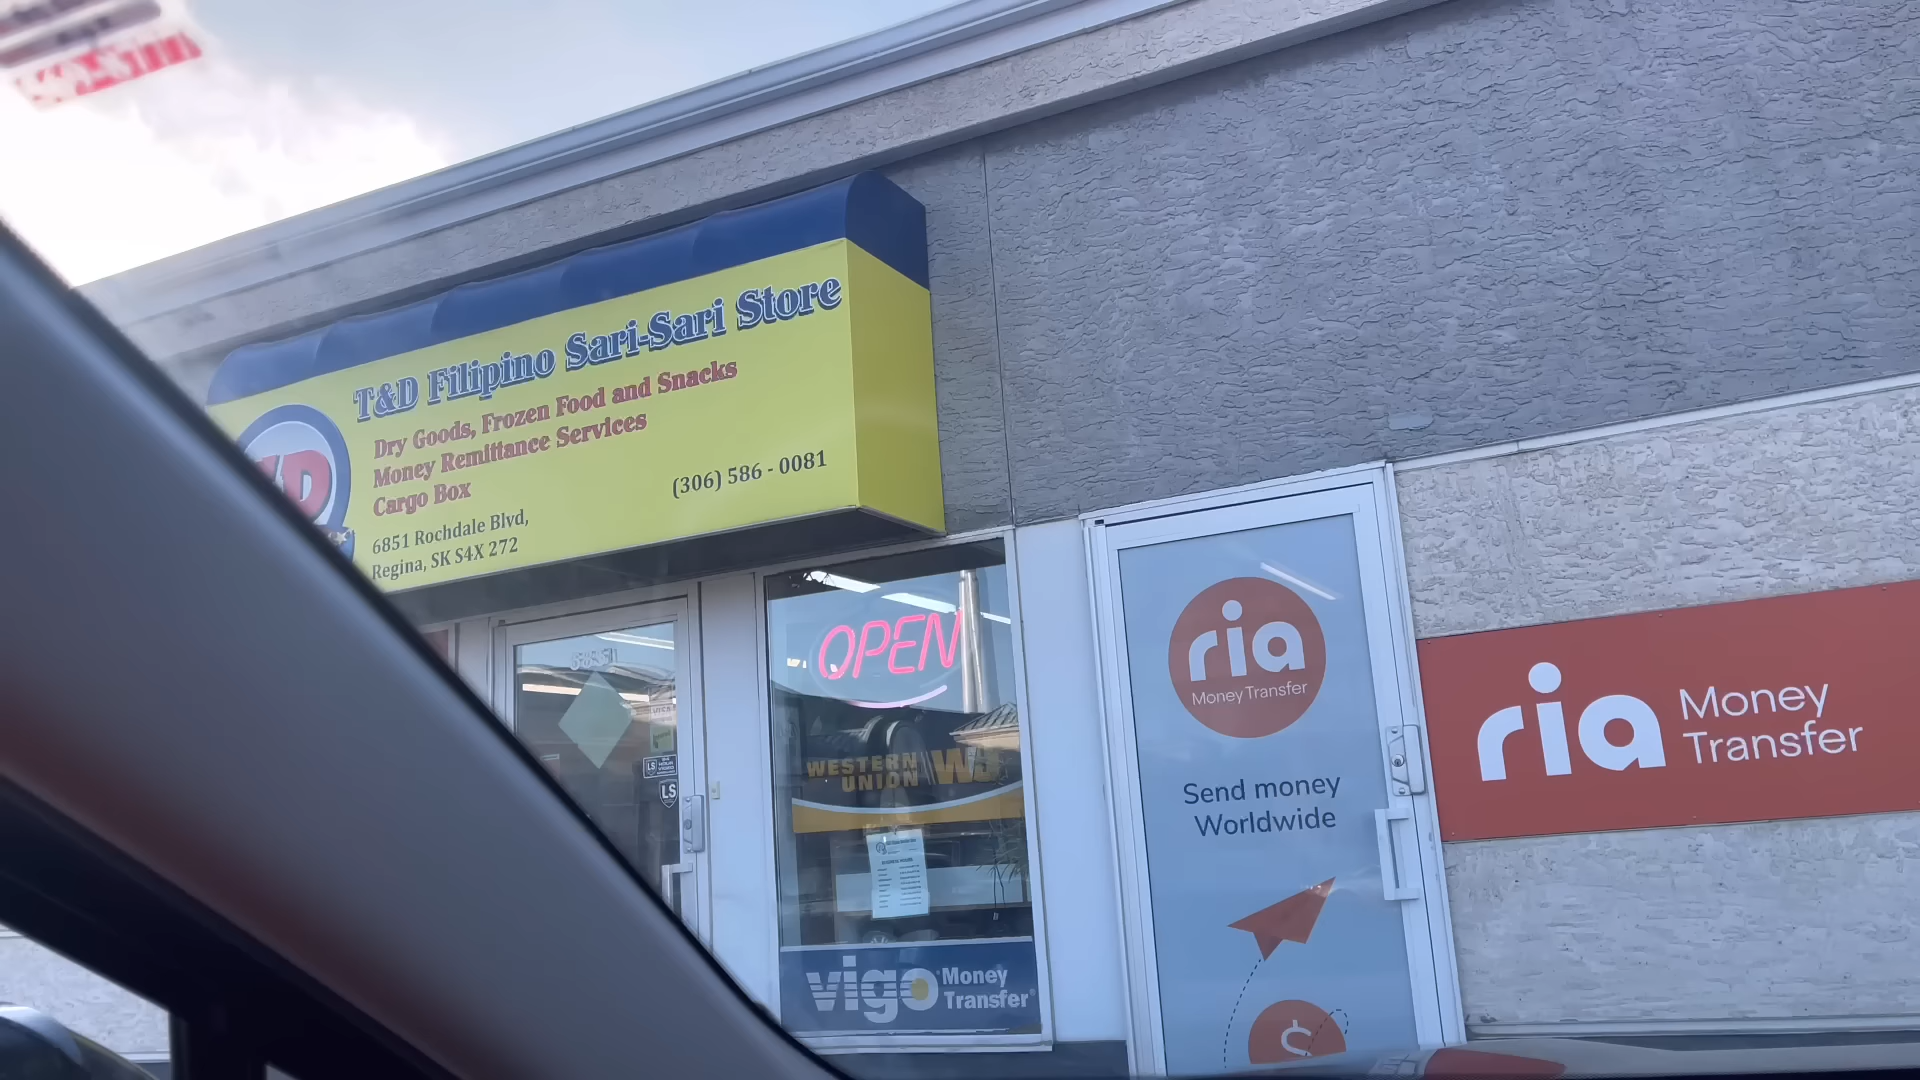 T&D Filipino Sari-Sari Store
Dry Goods, Frozen Food and Snacks
Money Remittance Services
Cargo Box
(306) 586 - 0081
6851 Rochdale Blvd,
Regina, SK S4X 2Z2
OPEN
WESTERN
UNION
WU
vigo Money
Transfer
ria
Money Transfer
Send money
Worldwide
$
ria Money
Transfer
LS
LS